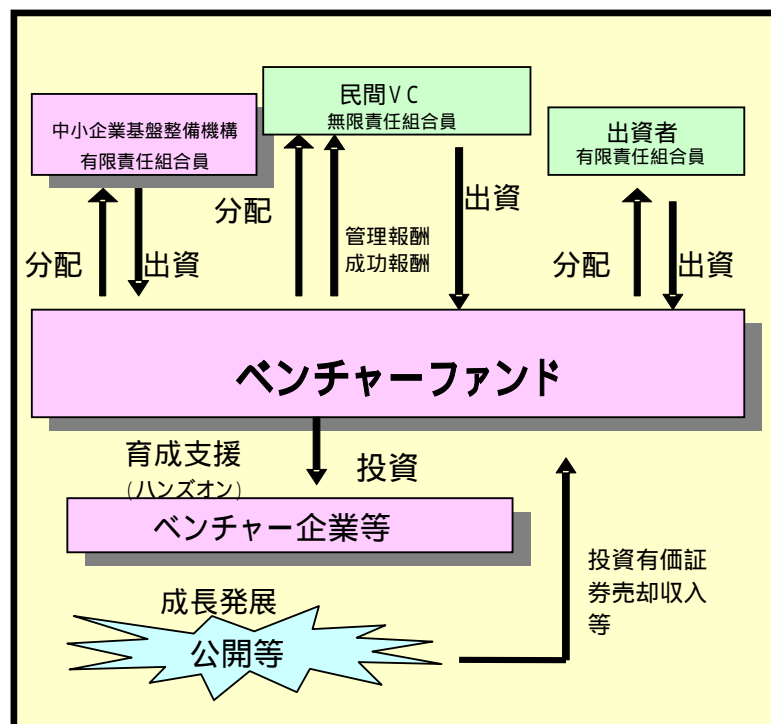 民間VC
無限責任組合員
中小企業基盤整備機構
有限責任組合員
出資者
有限責任組合員
分配
出資
分配
管理報酬
成功報酬
出資
分配
出資
ベンチャーファンド
育成支援
(ハンズオン)
投資
ベンチャー企業等
成長発展
公開等
投資有価証
券売却収入
等